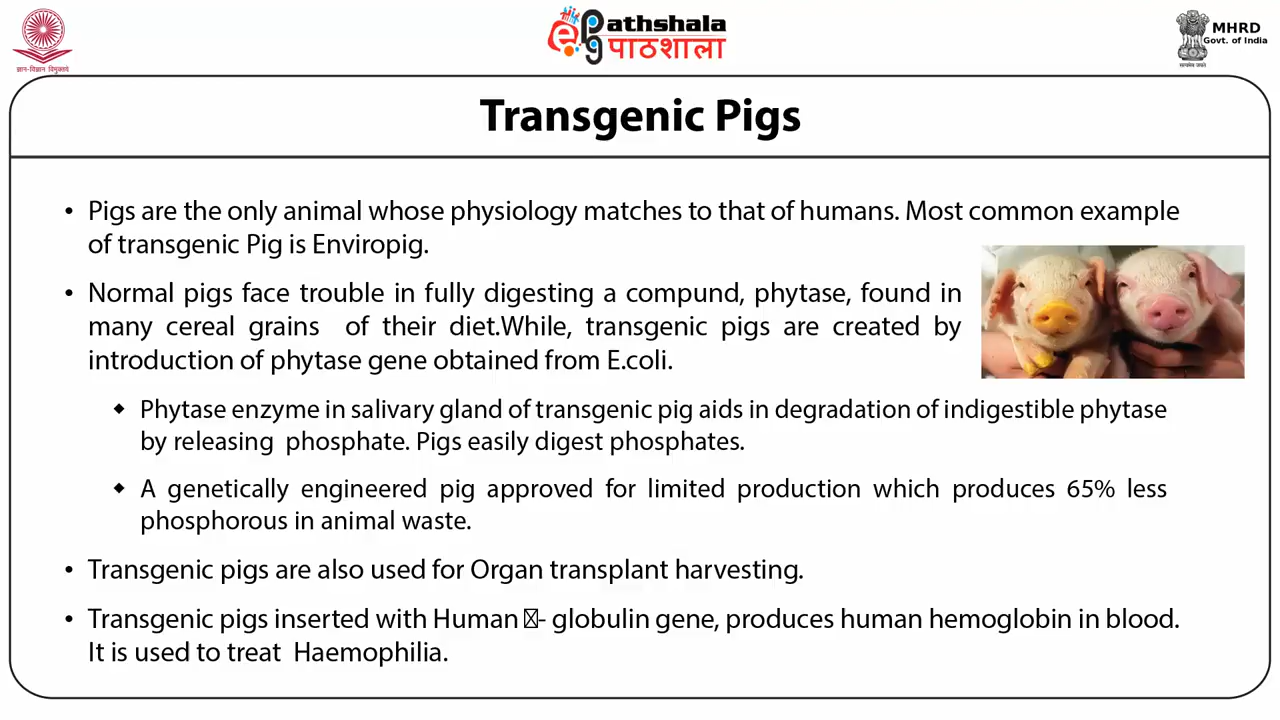 ज्ञान-विज्ञान विमुक्तये
epathshala
पाठशाला
MHRD
Govt. of India
सत्यमेव जयते
Transgenic Pigs
• Pigs are the only animal whose physiology matches to that of humans. Most common example
of transgenic Pig is Enviropig.
• Normal pigs face trouble in fully digesting a compund, phytase, found in
many cereal grains of their diet.While, transgenic pigs are created by
introduction of phytase gene obtained from E.coli.
◆ Phytase enzyme in salivary gland of transgenic pig aids in degradation of indigestible phytase
by releasing phosphate. Pigs easily digest phosphates.
◆ A genetically engineered pig approved for limited production which produces 65% less
phosphorous in animal waste.
• Transgenic pigs are also used for Organ transplant harvesting.
• Transgenic pigs inserted with Human - globulin gene, produces human hemoglobin in blood.
It is used to treat Haemophilia.